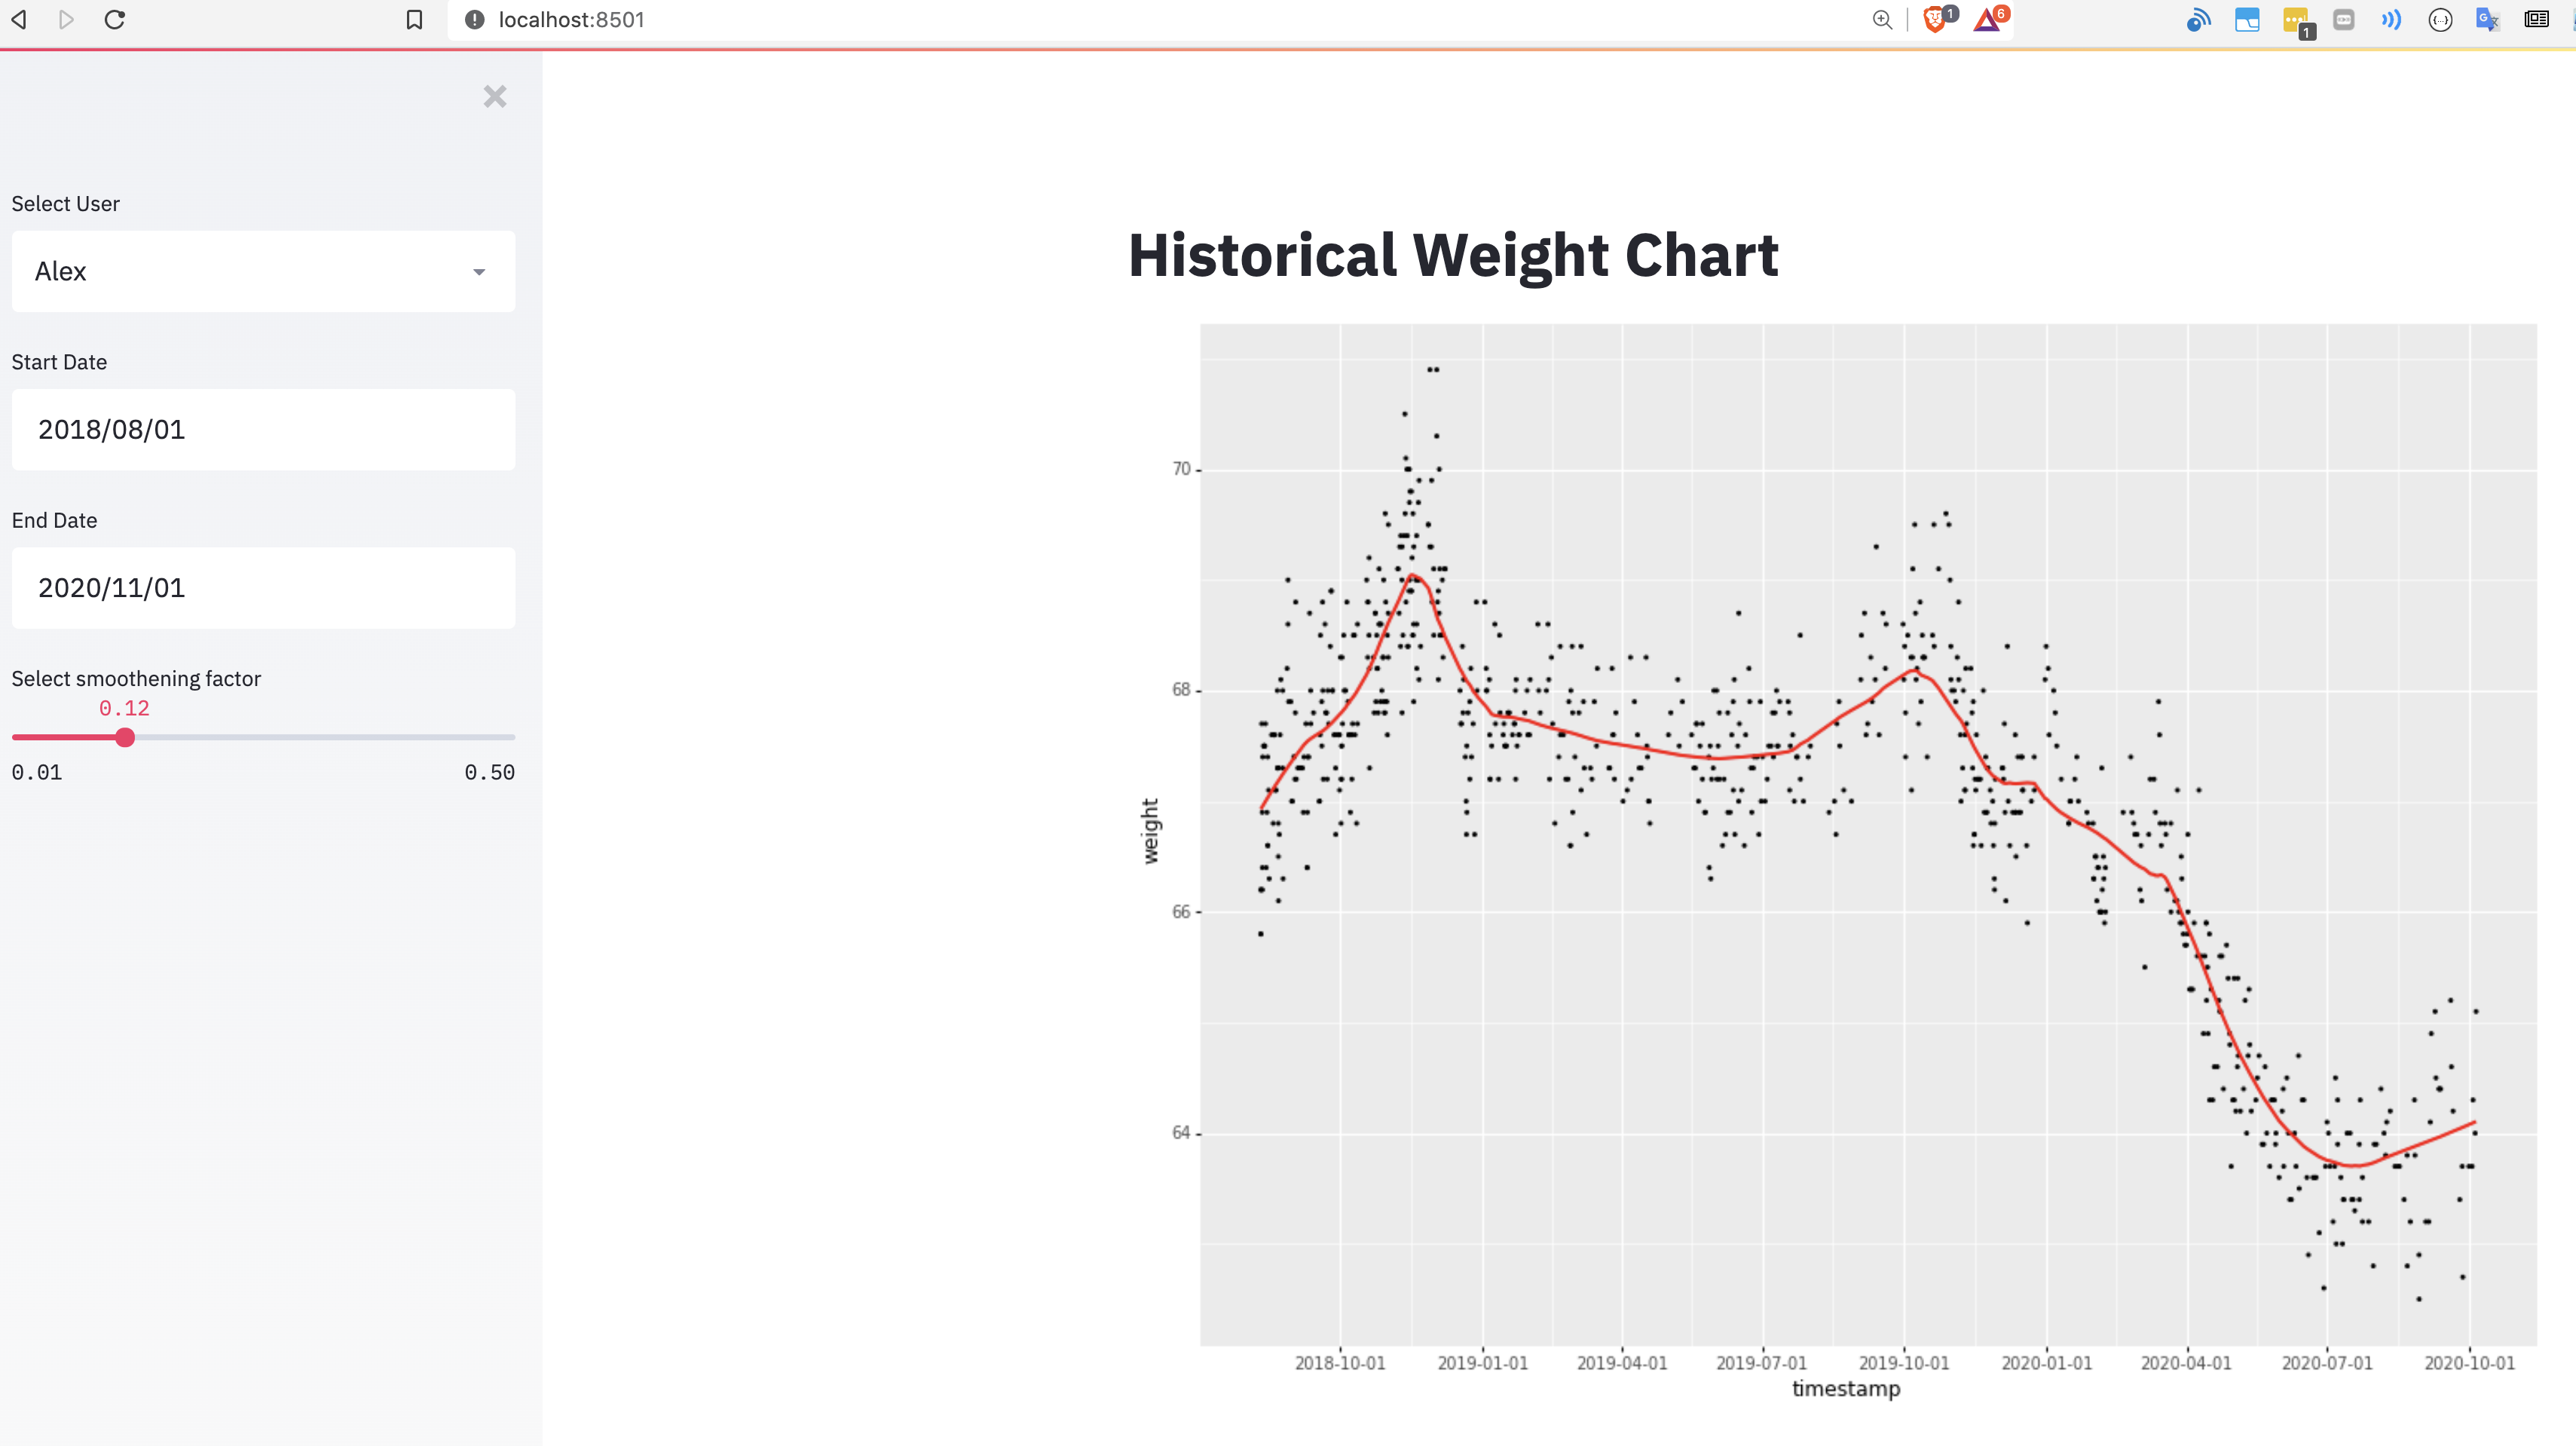 localhost:8501
1
6
1
Select User
Alex
Start Date
2018/08/01
End Date
2020/11/01
Select smoothening factor
0.12
0.01 0.50
Historical Weight Chart
70
68
66
64
weight
2018-10-01 2019-01-01 2019-04-01 2019-07-01 2019-10-01 2020-01-01 2020-04-01 2020-07-01 2020-10-01
timestamp